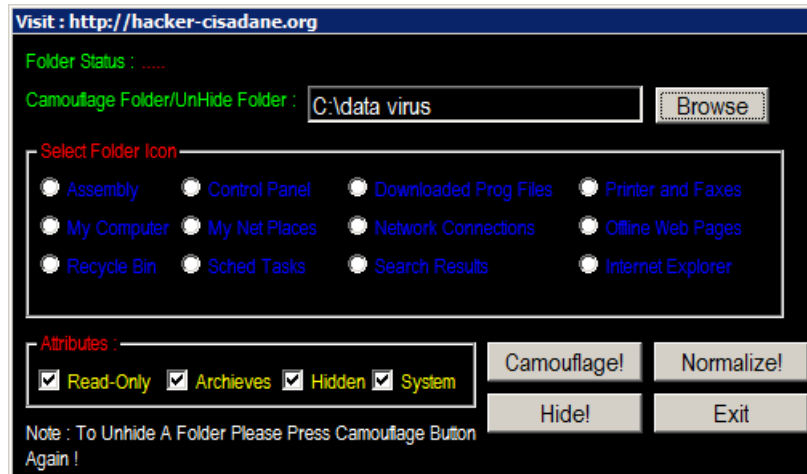 Visit : http://hacker-cisadane.org
Folder Status : .....
Camouflage Folder/UnHide Folder : C:\data virus Browse
Select Folder Icon
Assembly Control Panel Downloaded Prog Files Printer and Faxes
My Computer My Net Places Network Connections Offline Web Pages
Recycle Bin Sched Tasks Search Results Internet Explorer
Attributes :
Read-Only Archieves Hidden System
Camouflage! Normalize!
Hide! Exit
Note : To Unhide A Folder Please Press Camouflage Button
Again !